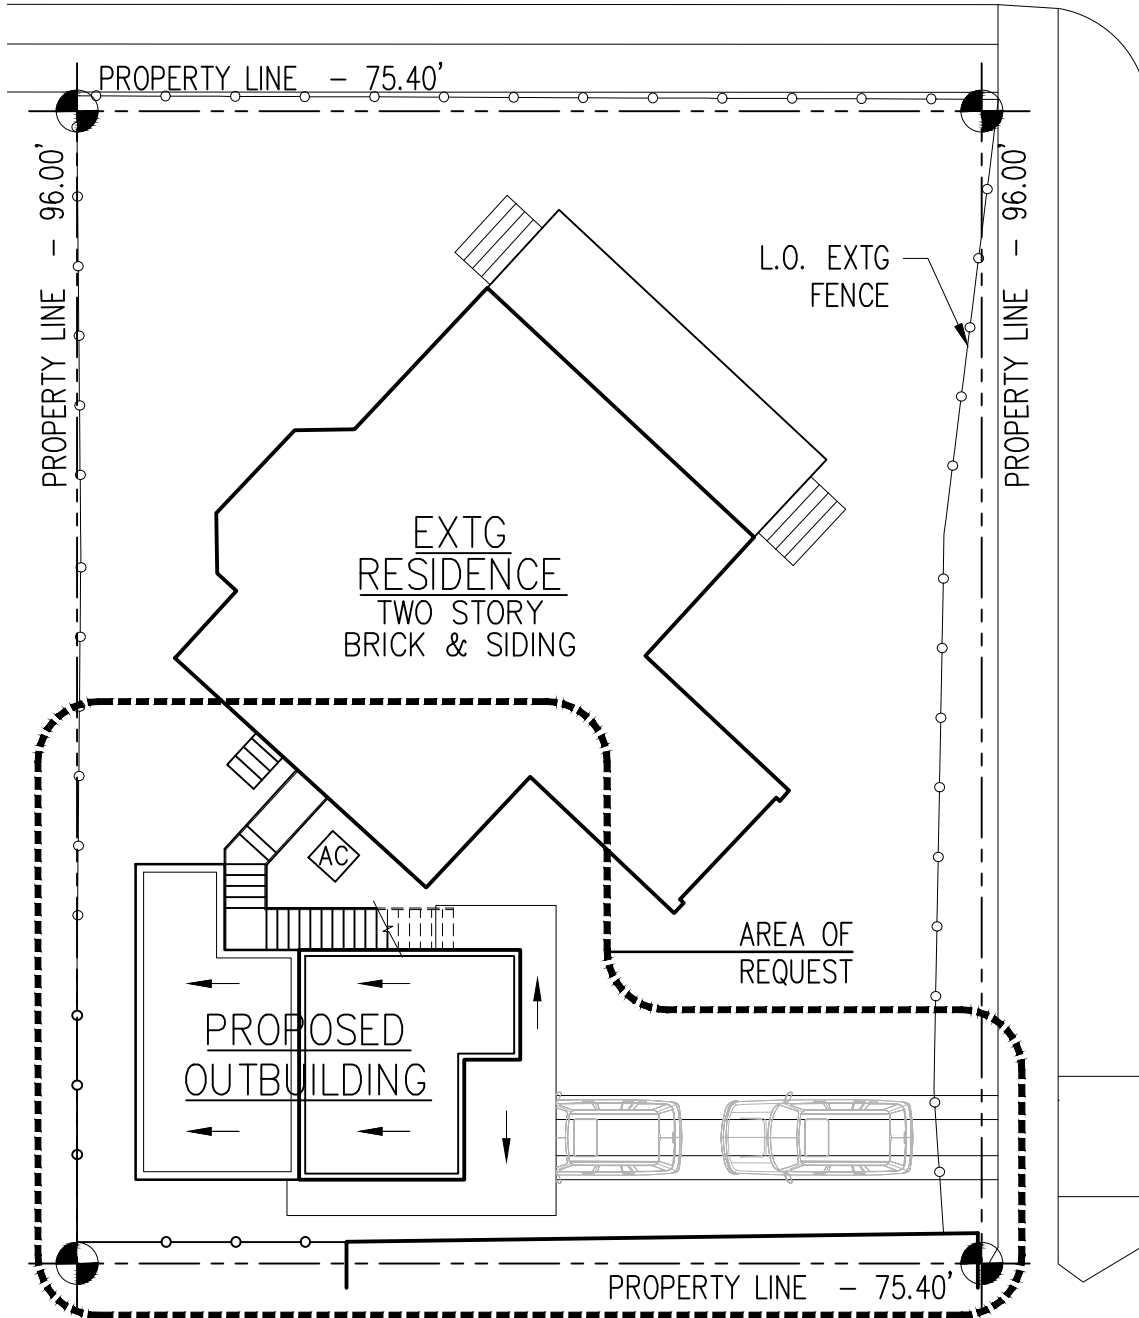 PROPERTY LINE - 75.40'
PROPERTY LINE - 96.00'
PROPERTY LINE - 96.00'
L.O. EXTG
FENCE
EXTG
RESIDENCE
TWO STORY
BRICK & SIDING
AC
AREA OF
REQUEST
PROPOSED
OUTBUILDING
PROPERTY LINE - 75.40'